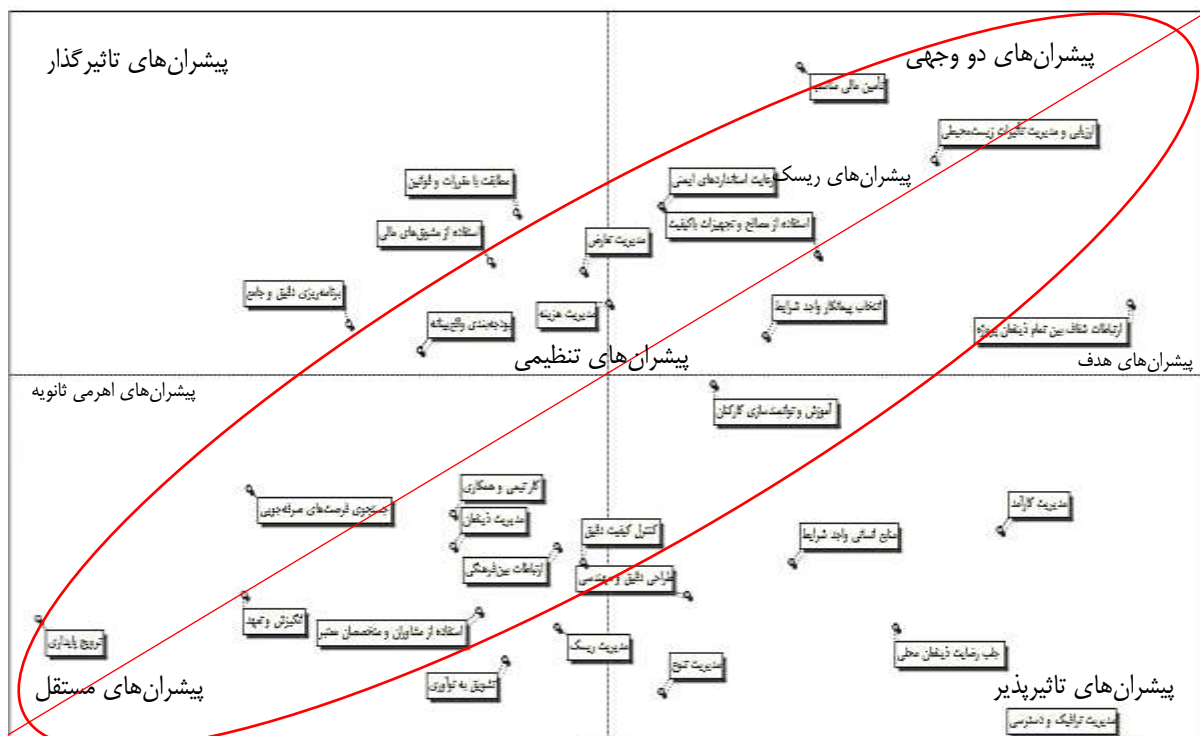 پیشران‌های تاثیرگذار
پیشران‌های دو وجهی
تأمین مالی مناسب
ارزیابی و مدیریت تأثیرات زیست‌محیطی
پیشران‌های ریسک
رعایت استانداردهای ایمنی
مطابقت با مقررات و قوانین
استفاده از مصالح و تجهیزات باکیفیت
استفاده از مشوق‌های مالی
مدیریت تعارض
برنامه‌ریزی دقیق و جامع
مدیریت هزینه
انتخاب پیمانکار واجد شرایط
بودجه‌بندی واقع‌بینانه
ارتباطات شفاف بین تمام ذینفعان پروژه
پیشران‌های تنظیمی
پیشران‌های هدف
پیشران‌های اهرمی ثانویه
آموزش و توانمندسازی کارکنان
کار تیمی و همکاری
جستجوی فرصت‌های صرفه‌جویی
مدیریت ذینفعان
مدیریت کارآمد
کنترل کیفیت دقیق
منابع انسانی واجد شرایط
ارتباطات بین‌فرهنگی
طراحی دقیق و مهندسی
انگیزش و تعهد
استفاده از مشاوران و متخصصان معتبر
ترویج پایداری
مدیریت ریسک
جلب رضایت ذینفعان محلی
مدیریت تنوع
تشویق به نوآوری
پیشران‌های مستقل
پیشران‌های تاثیرپذیر
مدیریت ترافیک و دسترسی